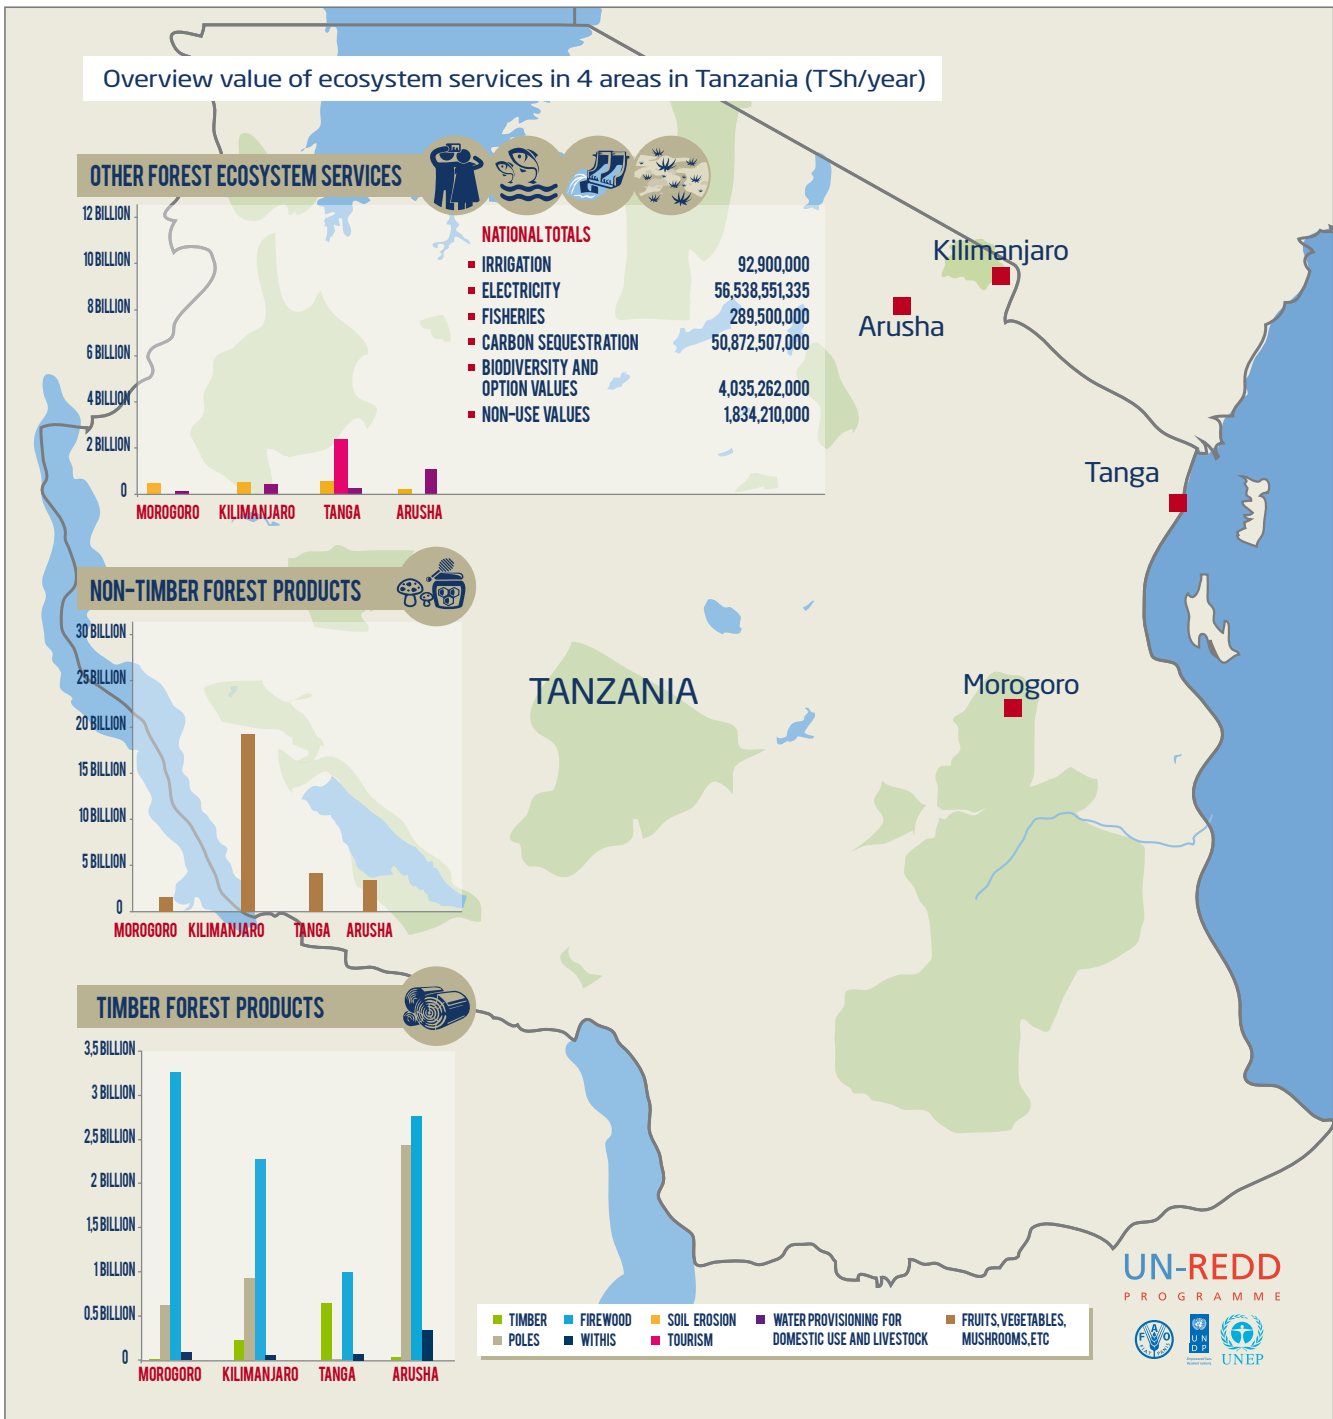 Overview value of ecosystem services in 4 areas in Tanzania (TSh/year)
OTHER FOREST ECOSYSTEM SERVICES
12 BILLION
10 BILLION
8 BILLION
6 BILLION
4 BILLION
2 BILLION
0
MOROGORO KILIMANJARO TANGA ARUSHA
NATIONAL TOTALS
IRRIGATION 92,900,000
ELECTRICITY 56,538,551,335
FISHERIES 289,500,000
CARBON SEQUESTRATION 50,872,507,000
BIODIVERSITY AND
OPTION VALUES 4,035,262,000
NON-USE VALUES 1,834,210,000
Kilimanjaro
Arusha
Tanga
NON-TIMBER FOREST PRODUCTS
30 BILLION
25 BILLION
20 BILLION
15 BILLION
10 BILLION
5 BILLION
0
MOROGORO KILIMANJARO TANGA ARUSHA
TANZANIA
Morogoro
TIMBER FOREST PRODUCTS
3,5 BILLION
3 BILLION
2,5 BILLION
2 BILLION
1,5 BILLION
1 BILLION
0.5 BILLION
0
MOROGORO KILIMANJARO TANGA ARUSHA
TIMBER FIREWOOD SOIL EROSION WATER PROVISIONING FOR FRUITS, VEGETABLES,
POLES WITHIS TOURISM DOMESTIC USE AND LIVESTOCK MUSHROOMS, ETC
UN-REDD
PROGRAMME
FAO
FIAT PANIS
UN
DP
UNEP